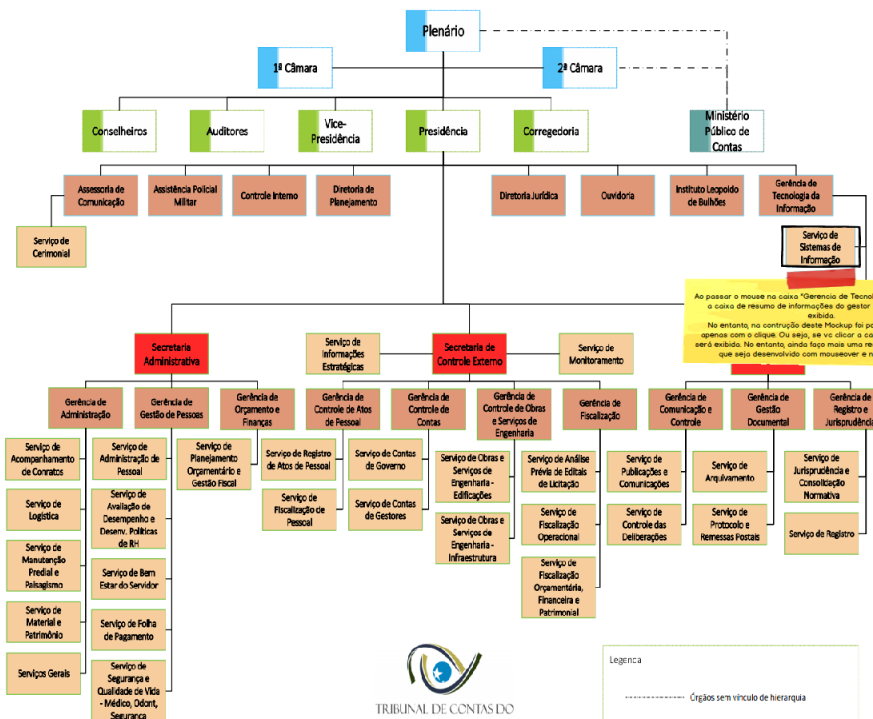 Plenário
1ª Câmara
2ª Câmara
Conselheiros
Auditores
Vice-
Presidência
Presidência
Corregedoria
Ministério
Público de
Contas
Assessoria de
Comunicação
Assistência Policial
Militar
Controle Interno
Diretoria de
Planejamento
Diretoria Jurídica
Ouvidoria
Instituto Leopoldo
de Bulhões
Gerência de
Tecnologia da
Informação
Serviço de
Cerimonial
Serviço de
Sistemas de
Informação
Ao passar o mouse na caixa "Gerencia de Tecnol
a caixa de resumo de informações do gestor
exibida.
No entanto, na contrução deste Mockup foi po
apenas com o clique. Ou seja, se vc clicar a ca
será exibida. No entanto, ainda faço mais uma re
que seja desenvolvido com mouseover e n
Secretaria
Administrativa
Serviço de
Informações
Estratégicas
Secretaria de
Controle Externo
Serviço de
Monitoramento
Gerência de
Administração
Gerência de
Gestão de Pessoas
Gerência de
Orçamento e
Finanças
Gerência de
Controle de Atos
de Pessoal
Gerência de
Controle de
Contas
Gerência de
Controle de Obras
e Serviços de
Engenharia
Gerência de
Fiscalização
Gerência de
Comunicação e
Controle
Gerência de
Gestão
Documental
Gerência de
Registro e
Jurisprudência
Serviço de
Acompanhamento
de Conratos
Serviço de
Administração de
Pessoal
Serviço de
Planejamento
Orçamentário e
Gestão Fiscal
Serviço de Registro
de Atos de Pessoal
Serviço de Contas
de Governo
Serviço de Obras e
Serviços de
Engenharia -
Edificações
Serviço de Análise
Prévia de Editais
de Licitação
Serviço de
Publicações e
Comunicações
Serviço de
Arquivamento
Serviço de
Jurisprudência e
Consolidação
Normativa
Serviço de
Logística
Serviço de
Avaliação de
Desempenho e
Desenv. Políticas
de RH
Serviço de
Fiscalização de
Pessoal
Serviço de Contas
de Gestores
Serviço de Obras e
Serviços de
Engenharia -
Infraestrutura
Serviço de
Fiscalização
Operacional
Serviço de
Controle das
Deliberações
Serviço de
Protocolo e
Remessas Postais
Serviço de Registro
Serviço de
Manutenção
Predial e
Paisagismo
Serviço de Bem
Estar do Servidor
Serviço de
Fiscalização
Orçamentária,
Financeira e
Patrimonial
Serviço de
Material e
Patrimônio
Serviço de Folha
de Pagamento
Serviços Gerais
Serviço de
Segurança e
Qualidade de Vida
- Médico, Odont,
Segurança
TRIBUNAL DE CONTAS DO
Legenca
Órgãos sem vínculo de hierarquia